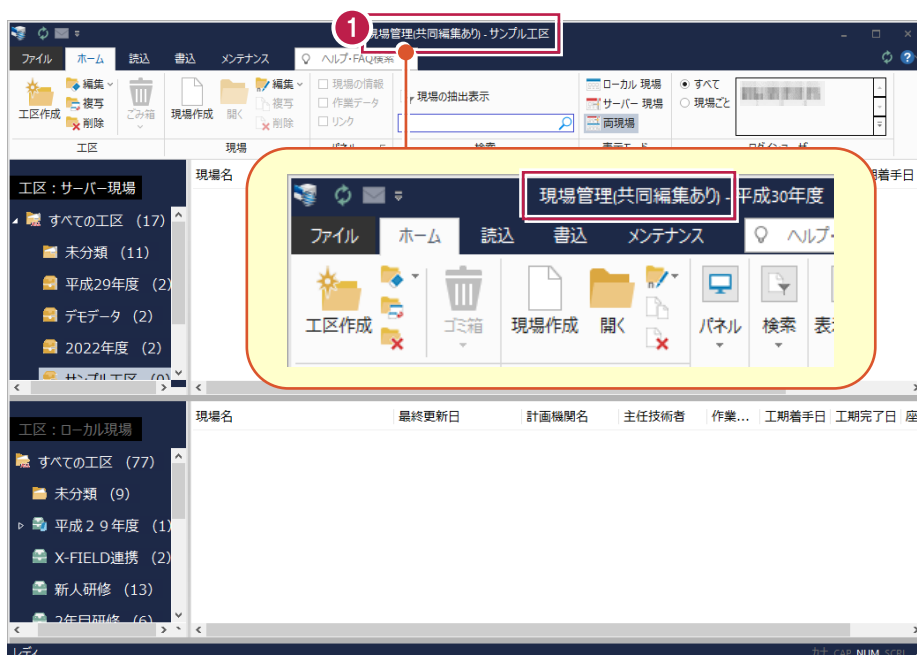 1
現場管理(共同編集あり) - サンプル工区
ファイル ホーム 読込 書込 メンテナンス ヘルプ・FAQ検索
工区作成 編集 複写 削除 ごみ箱
現場作成 開く 編集 複写 削除
現場の情報
作業データ
リンク
現場の抽出表示
ローカル 現場
サーバー 現場
両現場
すべて
現場ごと
工区 現場 パネル 検索 表示モード ログインユーザ
工区：サーバー現場
すべての工区 (17)
未分類 (11)
平成29年度 (2)
デモデータ (2)
2022年度 (2)
サンプル工区 (0)
現場名
期着手日
現場管理(共同編集あり) - 平成30年度
ファイル ホーム 読込 書込 メンテナンス ヘルプ・
工区作成 ゴミ箱 現場作成 開く パネル 検索
工区：ローカル現場
現場名 最終更新日 計画機関名 主任技術者 作業... 工期着手日 工期完了日 座
すべての工区 (77)
未分類 (9)
平成２９年度 (1)
X-FIELD連携 (2)
新人研修 (13)
2年目研修 (6)
レディ
カナ CAP NUM SCRL